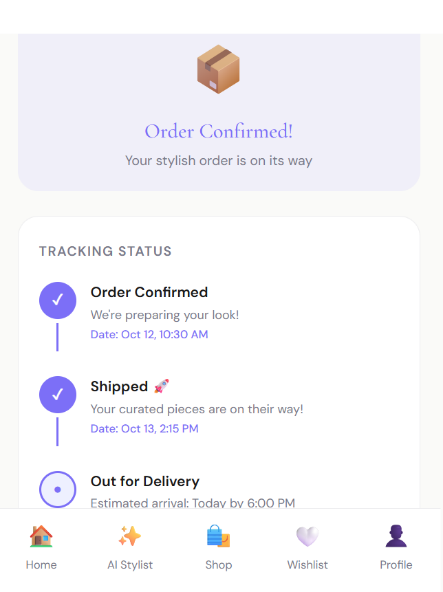 Order Confirmed!
Your stylish order is on its way
TRACKING STATUS
Order Confirmed
We're preparing your look!
Date: Oct 12, 10:30 AM
Shipped 🚀
Your curated pieces are on their way!
Date: Oct 13, 2:15 PM
Out for Delivery
Estimated arrival: Today by 6:00 PM
Home
AI Stylist
Shop
Wishlist
Profile